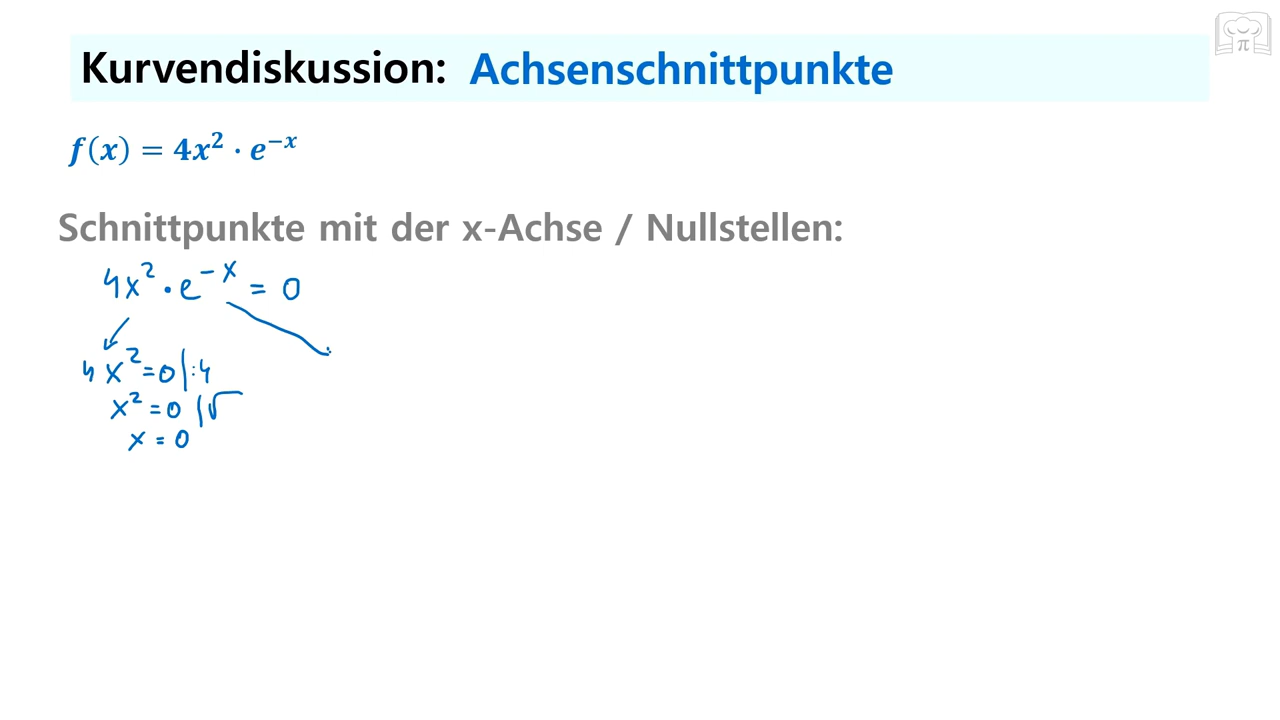 Kurvendiskussion: Achsenschnittpunkte
f(x) = 4x² · e⁻ˣ
Schnittpunkte mit der x-Achse / Nullstellen:
4x² · e⁻ˣ = 0
4x² = 0 | :4
x² = 0 | √
x = 0
π